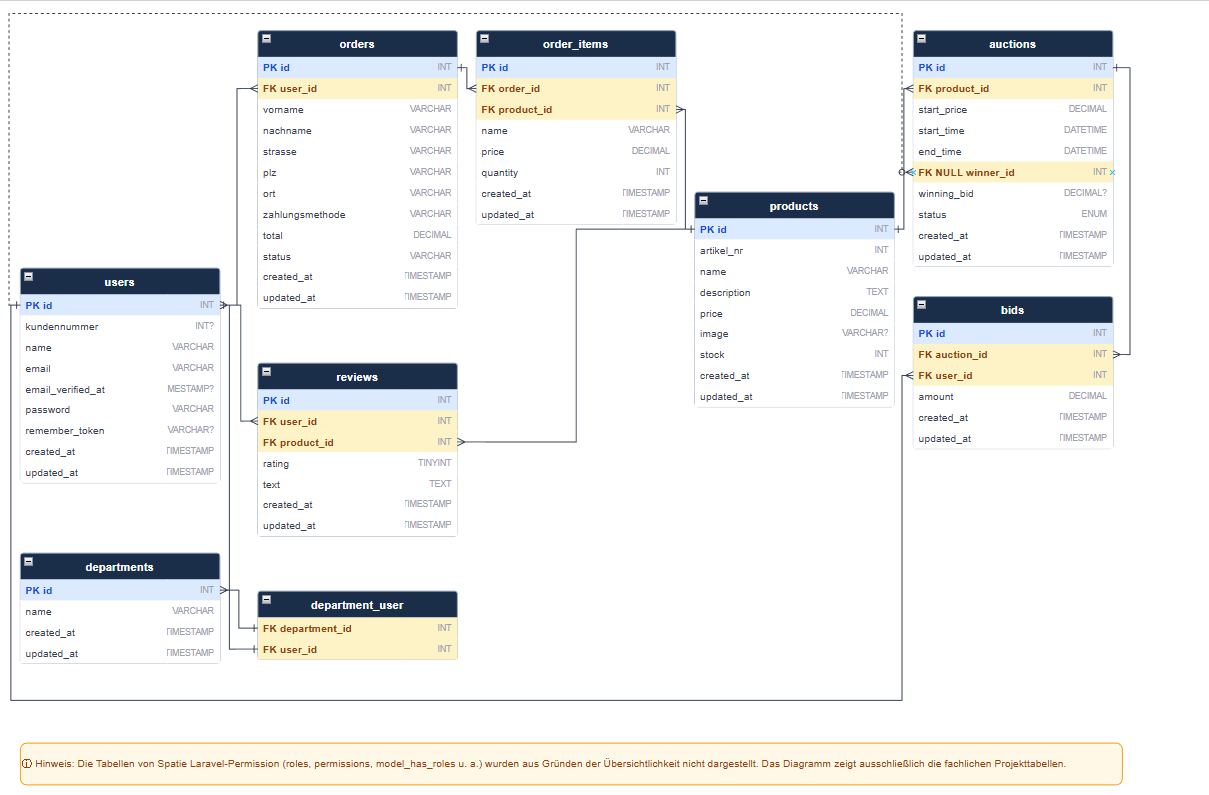 orders
PK id INT
FK user_id INT
vorname VARCHAR
nachname VARCHAR
strasse VARCHAR
plz VARCHAR
ort VARCHAR
zahlungsmethode VARCHAR
total DECIMAL
status VARCHAR
created_at TIMESTAMP
updated_at TIMESTAMP
order_items
PK id INT
FK order_id INT
FK product_id INT
name VARCHAR
price DECIMAL
quantity INT
created_at TIMESTAMP
updated_at TIMESTAMP
auctions
PK id INT
FK product_id INT
start_price DECIMAL
start_time DATETIME
end_time DATETIME
FK NULL winner_id INT
winning_bid DECIMAL?
status ENUM
created_at TIMESTAMP
updated_at TIMESTAMP
products
PK id INT
artikel_nr INT
name VARCHAR
description TEXT
price DECIMAL
image VARCHAR?
stock INT
created_at TIMESTAMP
updated_at TIMESTAMP
users
PK id INT
kundennummer INT?
name VARCHAR
email VARCHAR
email_verified_at MESTAMP?
password VARCHAR
remember_token VARCHAR?
created_at TIMESTAMP
updated_at TIMESTAMP
bids
PK id INT
FK auction_id INT
FK user_id INT
amount DECIMAL
created_at TIMESTAMP
updated_at TIMESTAMP
reviews
PK id INT
FK user_id INT
FK product_id INT
rating TINYINT
text TEXT
created_at TIMESTAMP
updated_at TIMESTAMP
departments
PK id INT
name VARCHAR
created_at TIMESTAMP
updated_at TIMESTAMP
department_user
FK department_id INT
FK user_id INT
ⓘ Hinweis: Die Tabellen von Spatie Laravel-Permission (roles, permissions, model_has_roles u. a.) wurden aus Gründen der Übersichtlichkeit nicht dargestellt. Das Diagramm zeigt ausschließlich die fachlichen Projekttabellen.